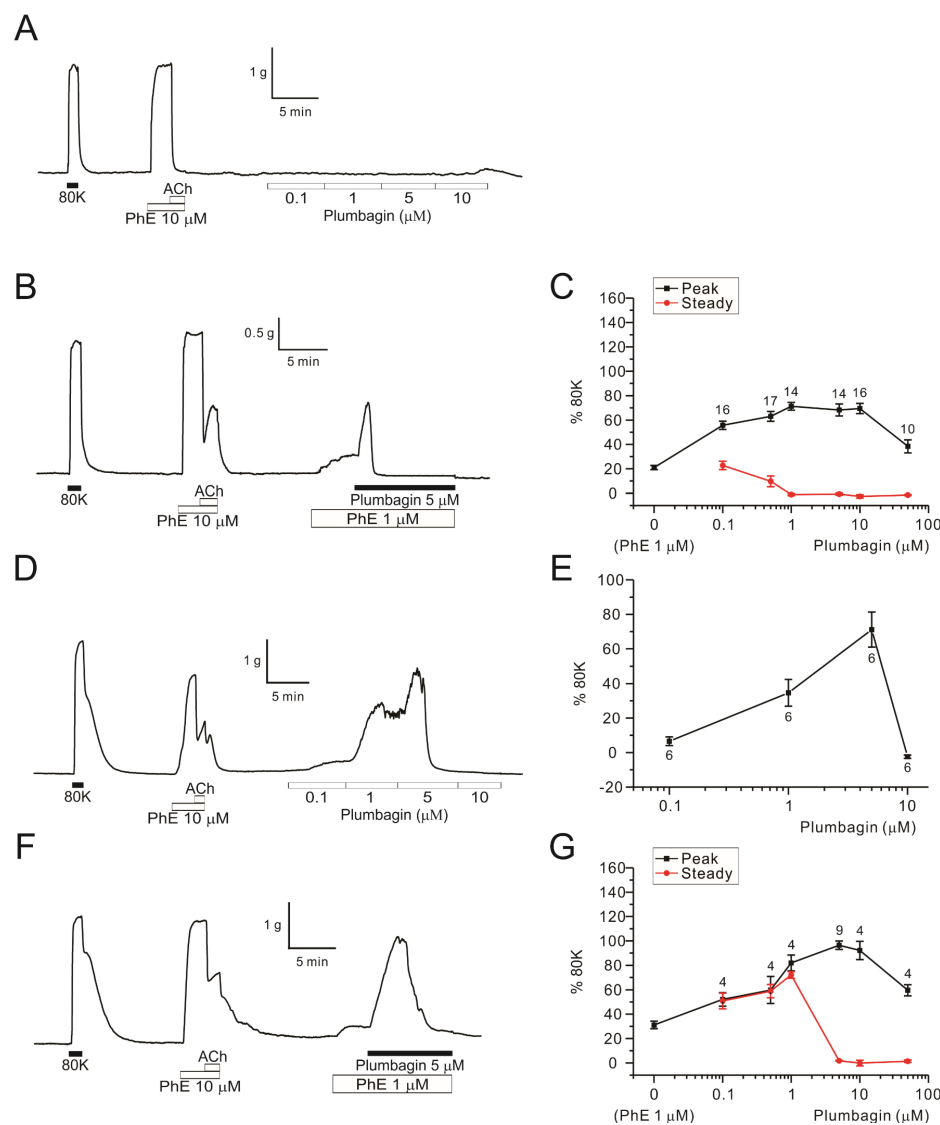 A
1 g
5 min
80K
ACh
PhE 10 μM
0.1 1 5 10
Plumbagin (μM)
B
0.5 g
5 min
80K
ACh
PhE 10 μM
Plumbagin 5 μM
PhE 1 μM
C
Peak
Steady
% 80K
160
140
120
100
80
60
40
20
0
16 17 14 14 16 10
0 0.1 1 10 100
(PhE 1 μM) Plumbagin (μM)
D
1 g
5 min
80K
ACh
PhE 10 μM
0.1 1 5 10
Plumbagin (μM)
E
% 80K
100
80
60
40
20
0
-20
6 6 6 6
0.1 1 10
Plumbagin (μM)
F
1 g
5 min
80K
ACh
PhE 10 μM
Plumbagin 5 μM
PhE 1 μM
G
Peak
Steady
% 80K
160
140
120
100
80
60
40
20
0
4 4 4 9 4 4
0 0.1 1 10 100
(PhE 1 μM) Plumbagin (μM)